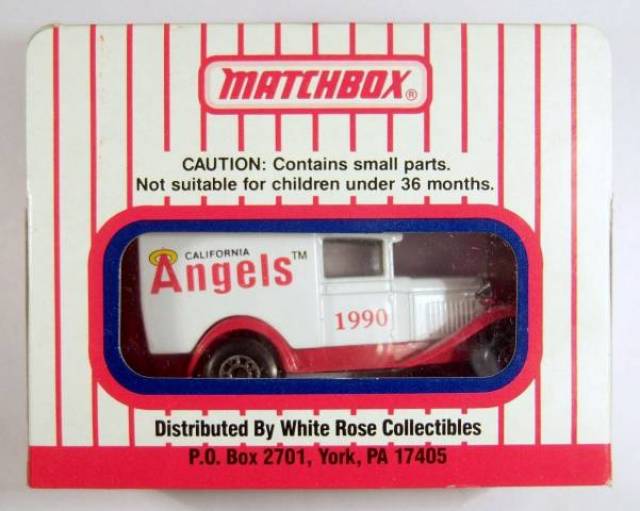 MATCHBOX®
CAUTION: Contains small parts.
Not suitable for children under 36 months.
CALIFORNIA
Angels™
1990
Distributed By White Rose Collectibles
P.O. Box 2701, York, PA 17405